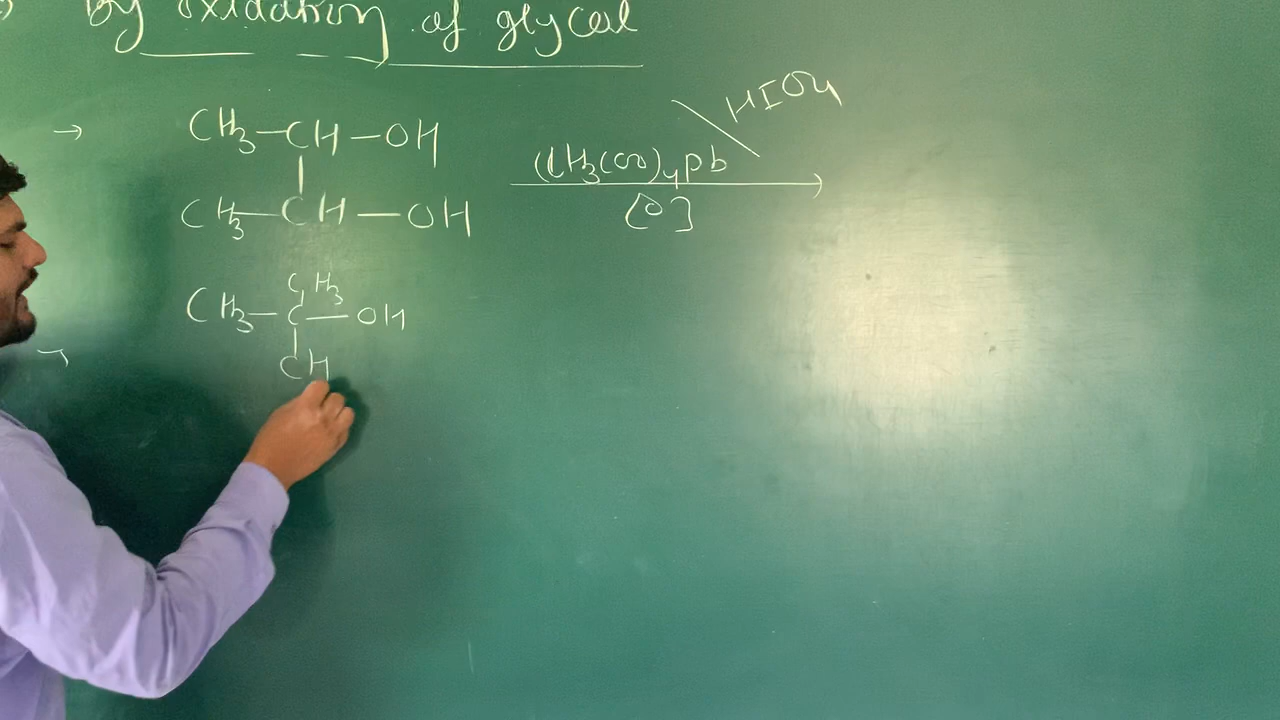 By oxidation of glycol
→ CH3—CH—OH
HIO4
(CH3COO)4Pb
[O]
CH3—CH—OH
CH3
CH3—C—OH
CH